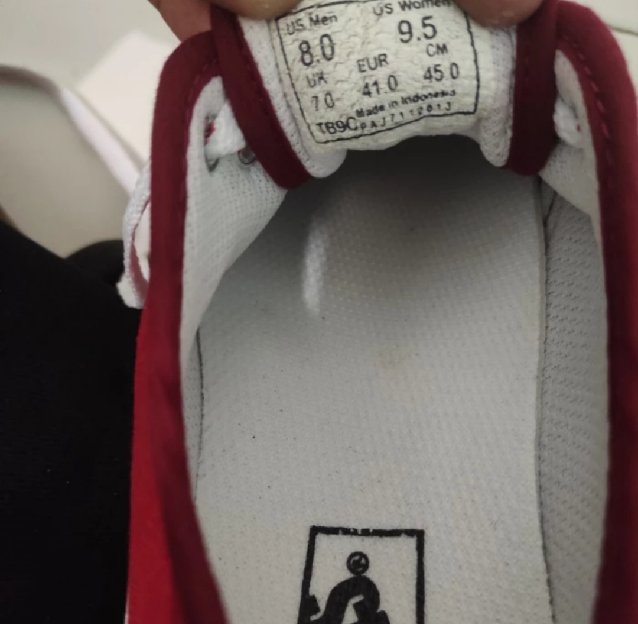 US Men US Women
8.0 9.5
UK EUR CM
7.0 41.0 45.0
Made in Indonesia
TB9C